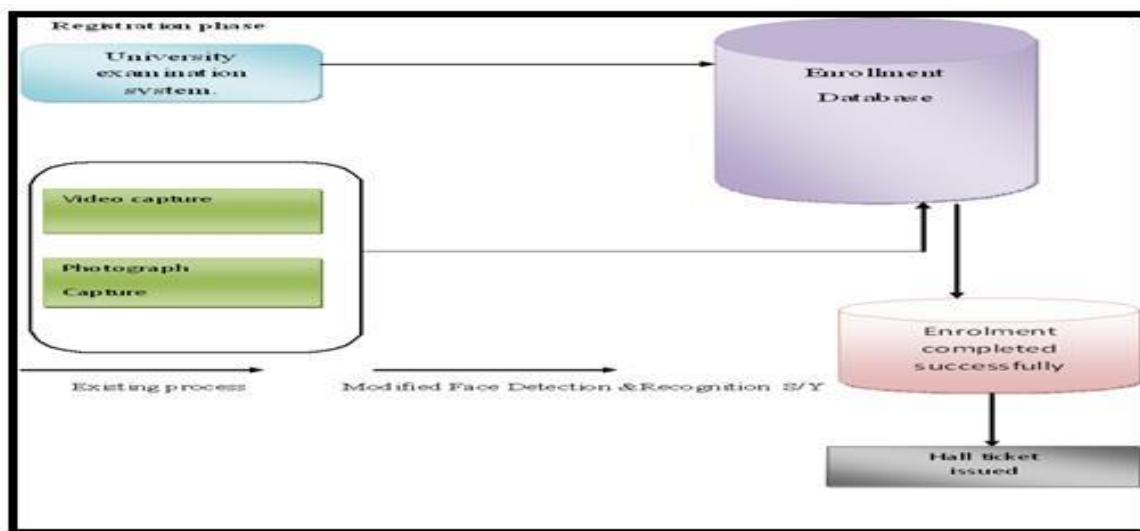 Registration phase
University
examination
system.
Enrollment
Database
Video capture
Photograph
Capture
Enrolment
completed
successfully
Existing process
Modified Face Detection &Recognition S/Y
Hall ticket
issued